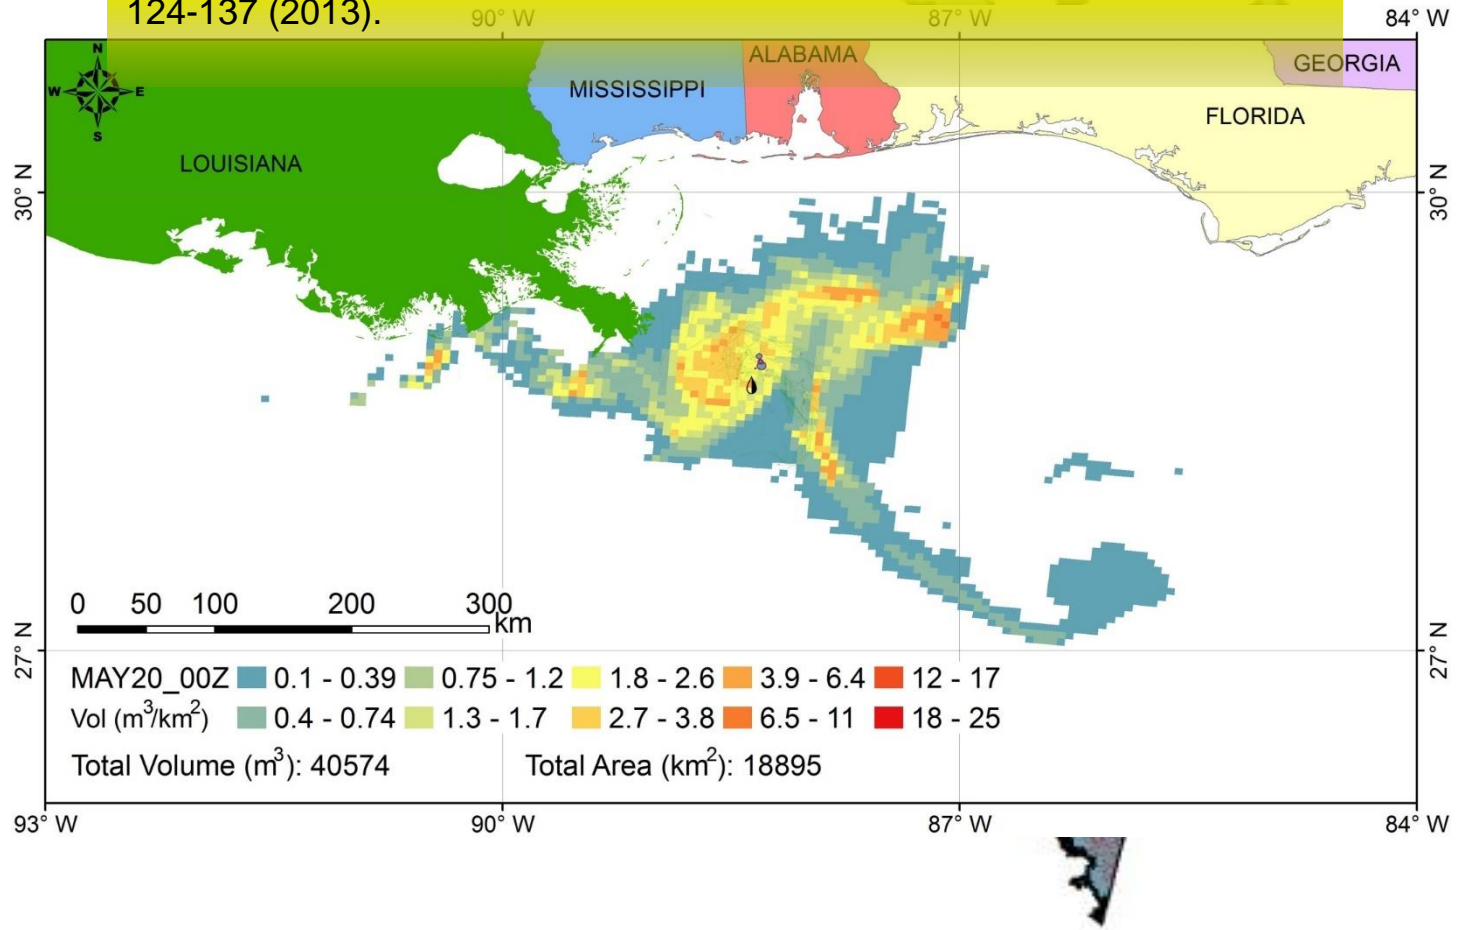 124-137 (2013).
90° W 87° W 84° W
N
W E
S
ALABAMA
GEORGIA
MISSISSIPPI
FLORIDA
LOUISIANA
30° N 30° N
0 50 100 200 300
km
27° N 27° N
MAY20_00Z 0.1 - 0.39 0.75 - 1.2 1.8 - 2.6 3.9 - 6.4 12 - 17
Vol (m³/km²) 0.4 - 0.74 1.3 - 1.7 2.7 - 3.8 6.5 - 11 18 - 25
Total Volume (m³): 40574 Total Area (km²): 18895
93° W 90° W 87° W 84° W